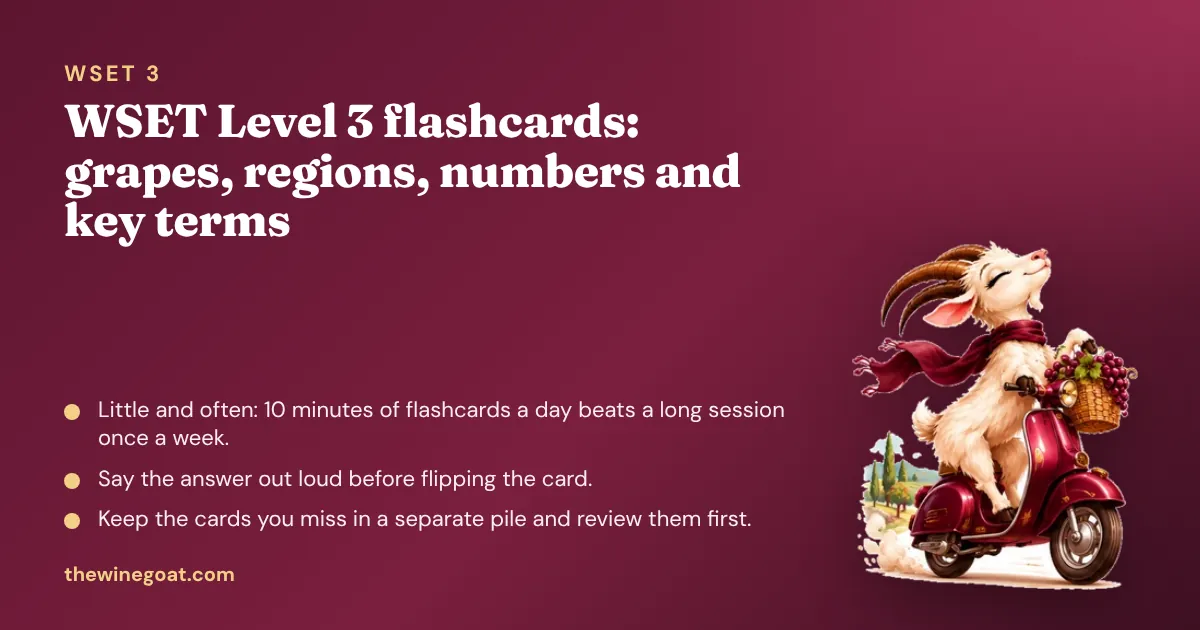 WSET 3
WSET Level 3 flashcards:
grapes, regions, numbers and
key terms
Little and often: 10 minutes of flashcards a day beats a long session
once a week.
Say the answer out loud before flipping the card.
Keep the cards you miss in a separate pile and review them first.
thewinegoat.com